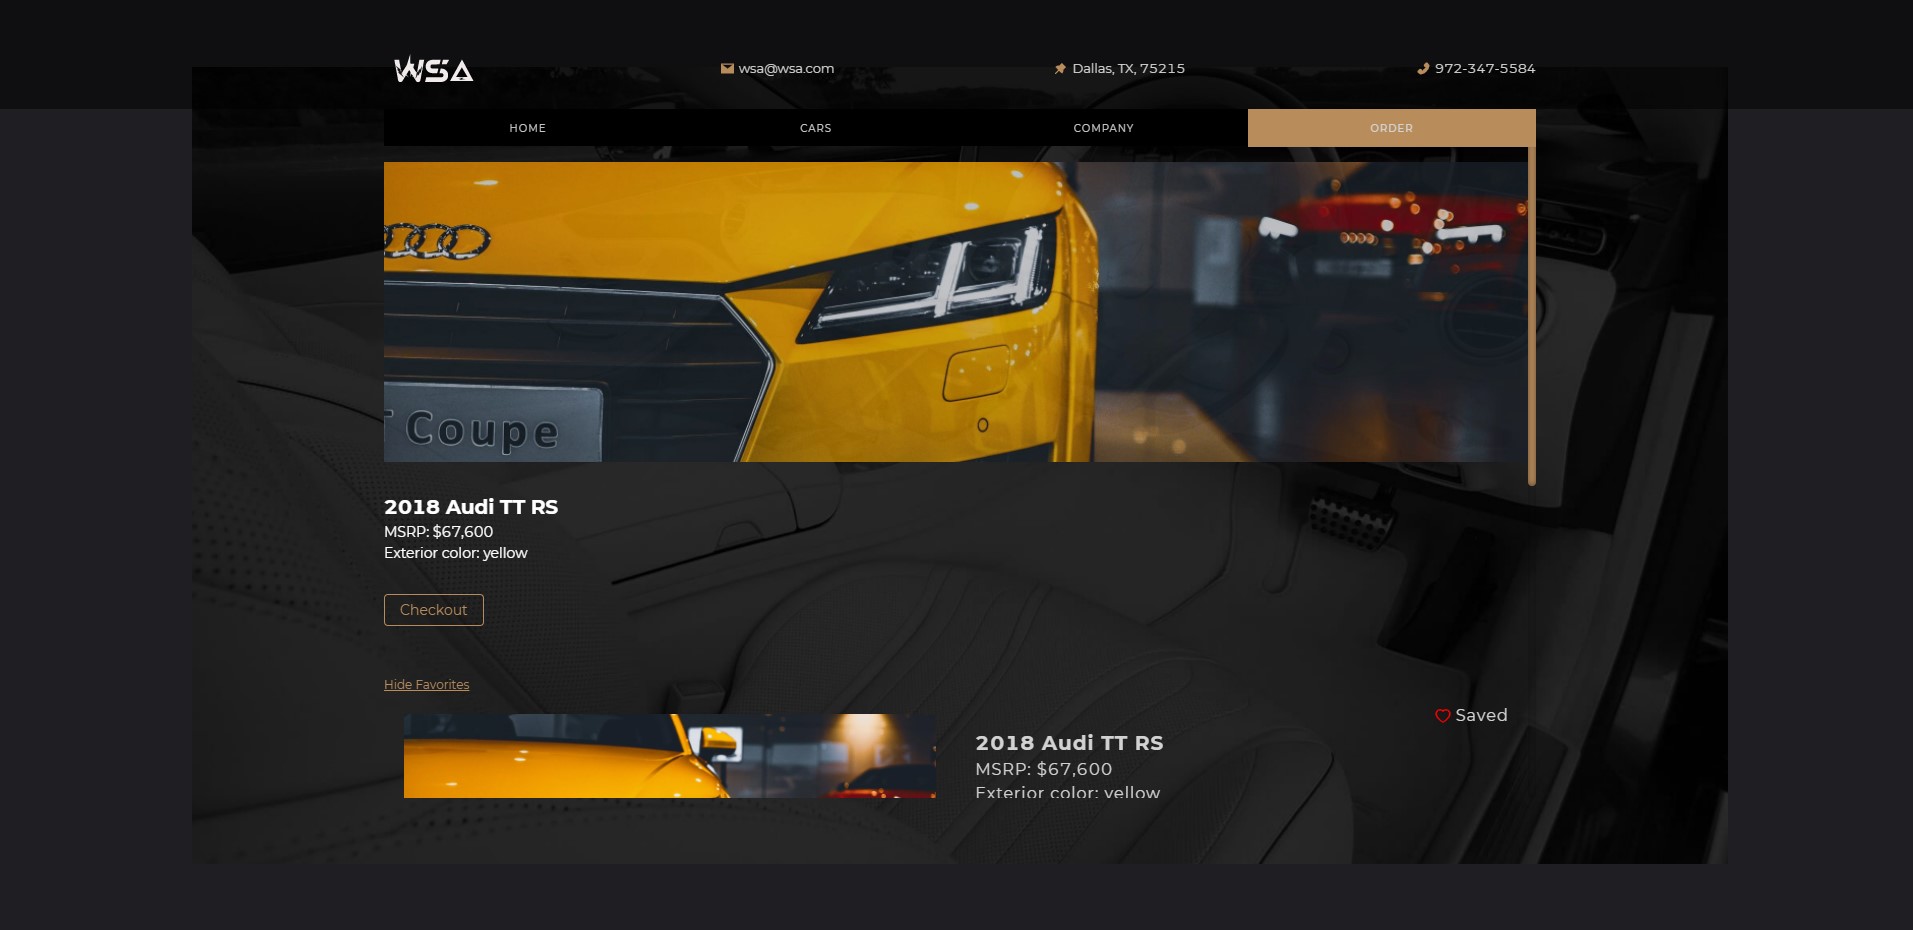 WSA
wsa@wsa.com
Dallas, TX, 75215
972-347-5584
HOME
CARS
COMPANY
ORDER
Coupe
2018 Audi TT RS
MSRP: $67,600
Exterior color: yellow
Checkout
Hide Favorites
Saved
2018 Audi TT RS
MSRP: $67,600
Exterior color: yellow